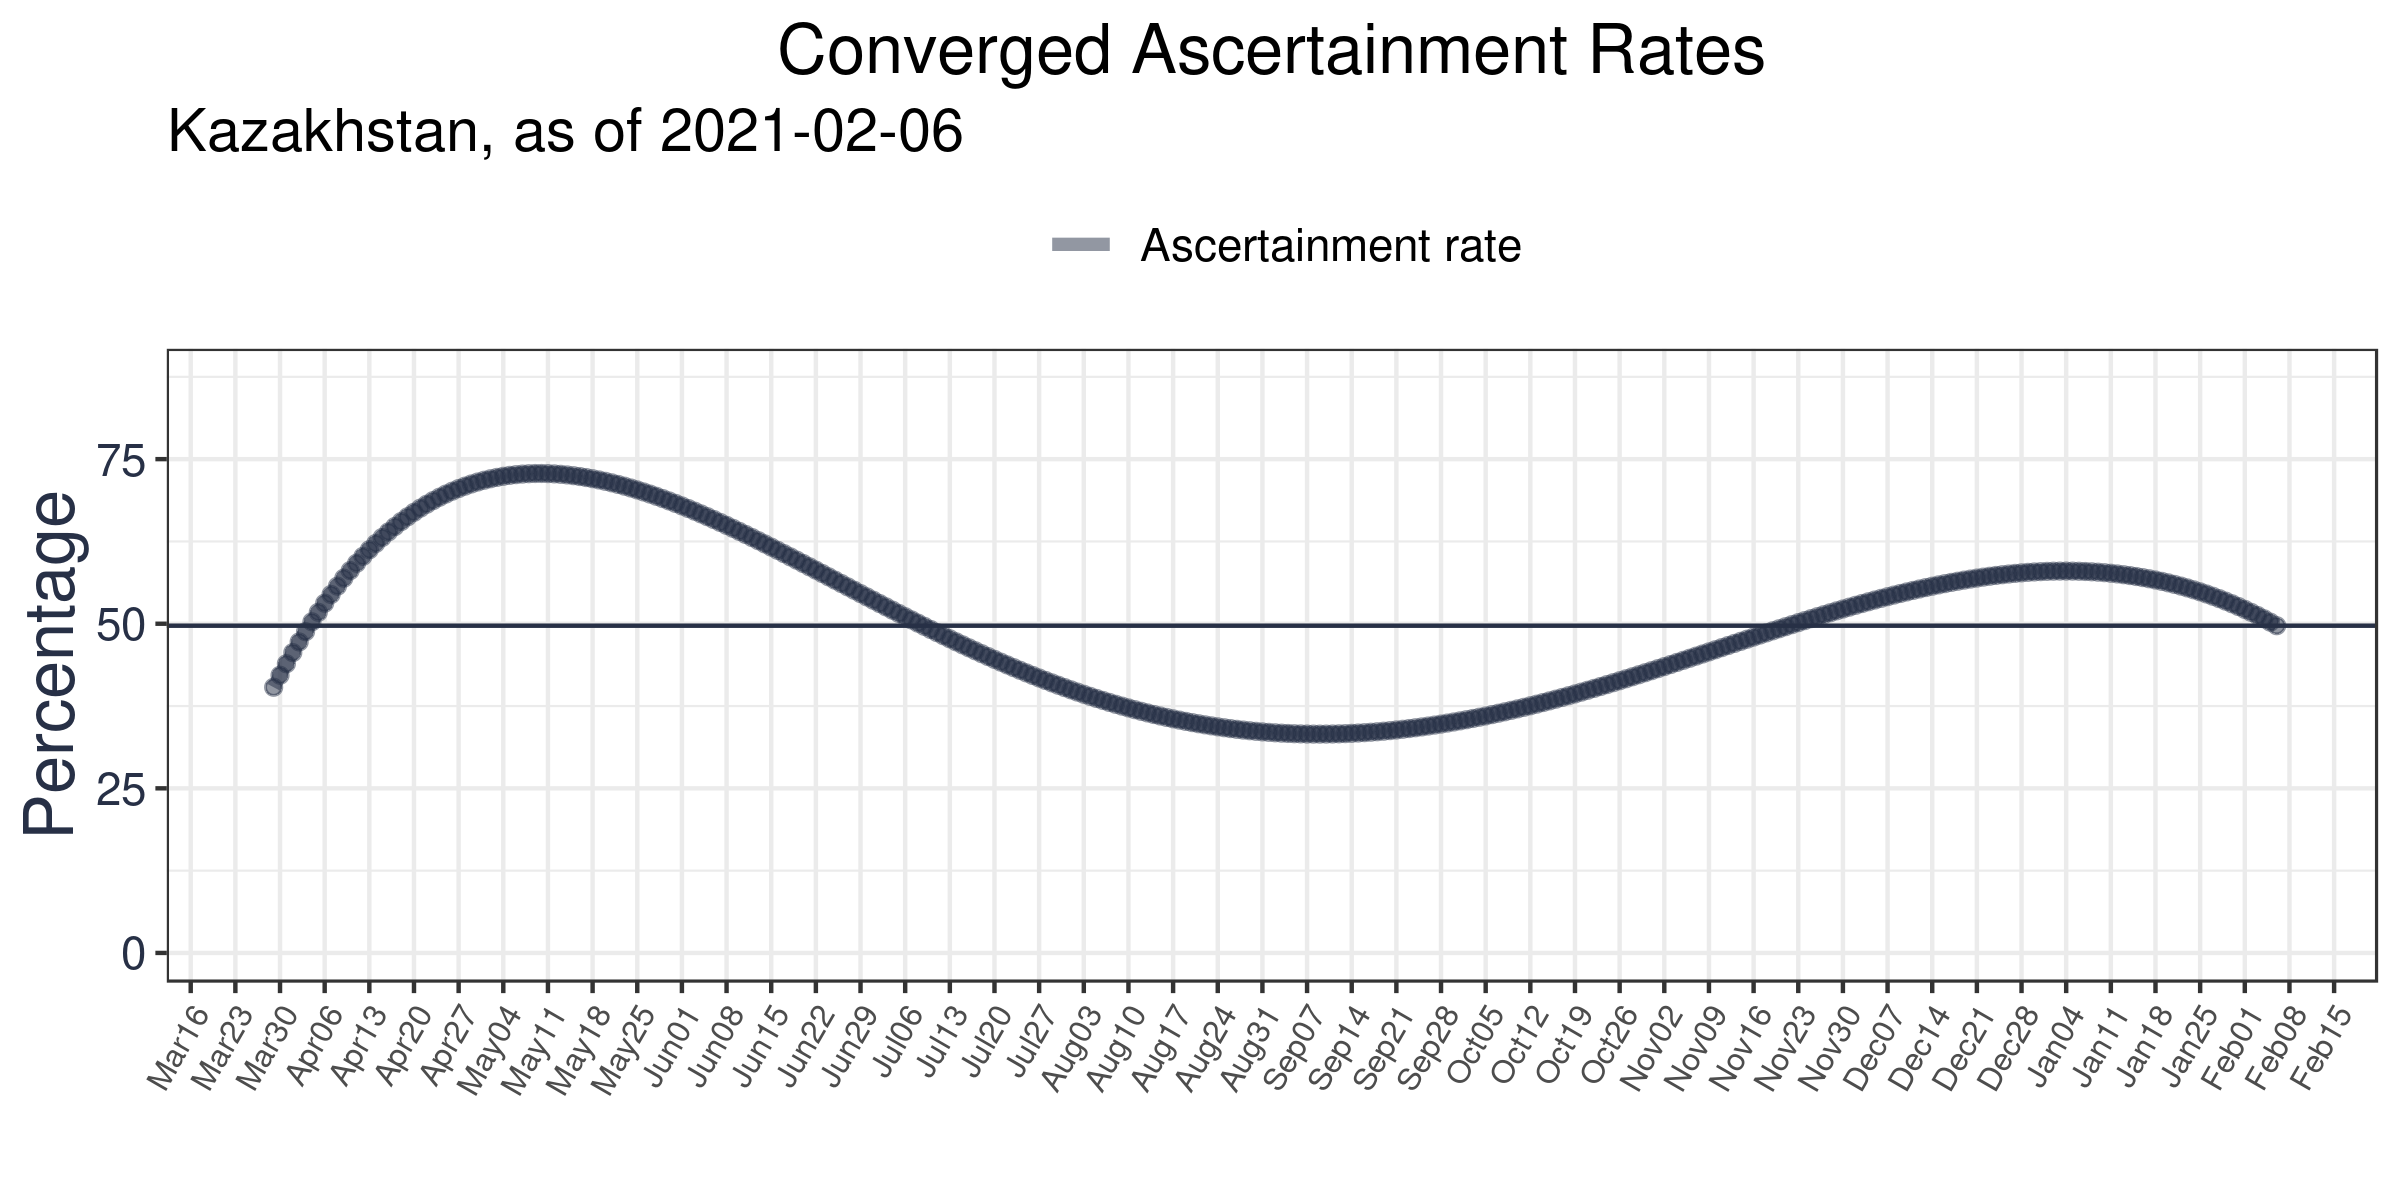 Converged Ascertainment Rates
Kazakhstan, as of 2021-02-06
Ascertainment rate
Percentage
75
50
25
0
Mar16
Mar23
Mar30
Apr06
Apr13
Apr20
Apr27
May04
May11
May18
May25
Jun01
Jun08
Jun15
Jun22
Jun29
Jul06
Jul13
Jul20
Jul27
Aug03
Aug10
Aug17
Aug24
Aug31
Sep07
Sep14
Sep21
Sep28
Oct05
Oct12
Oct19
Oct26
Nov02
Nov09
Nov16
Nov23
Nov30
Dec07
Dec14
Dec21
Dec28
Jan04
Jan11
Jan18
Jan25
Feb01
Feb08
Feb15